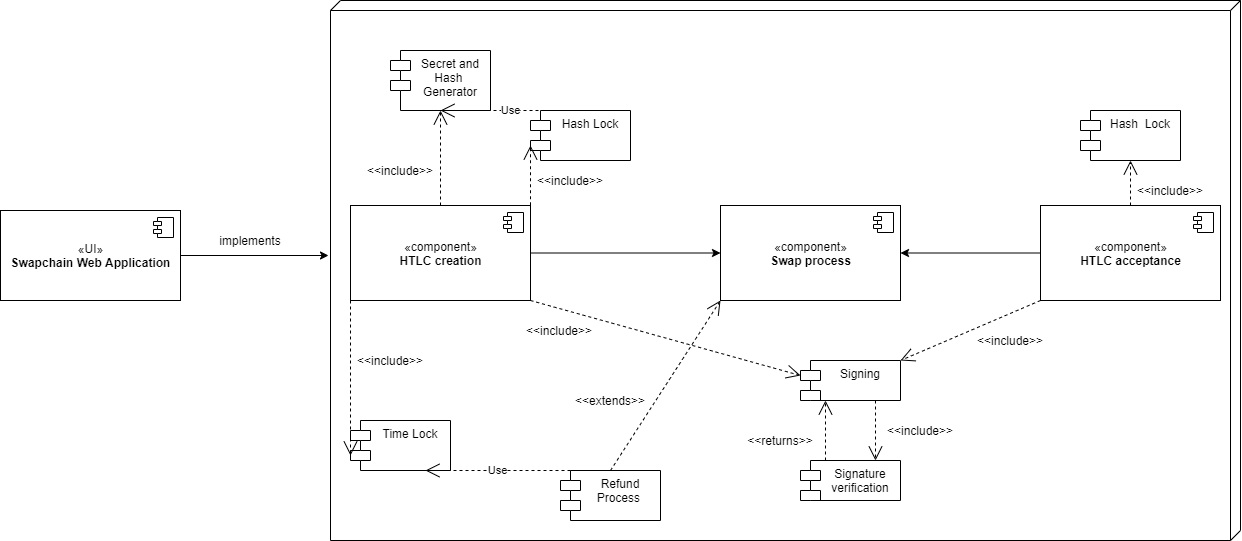 Secret and
Hash
Generator
Use
Hash Lock
Hash Lock
<<include>>
<<include>>
<<include>>
«UI»
Swapchain Web Application
implements
«component»
HTLC creation
«component»
Swap process
«component»
HTLC acceptance
<<include>>
<<include>>
<<include>>
Signing
<<extends>>
<<returns>>
<<include>>
Time Lock
Use
Refund
Process
Signature
verification